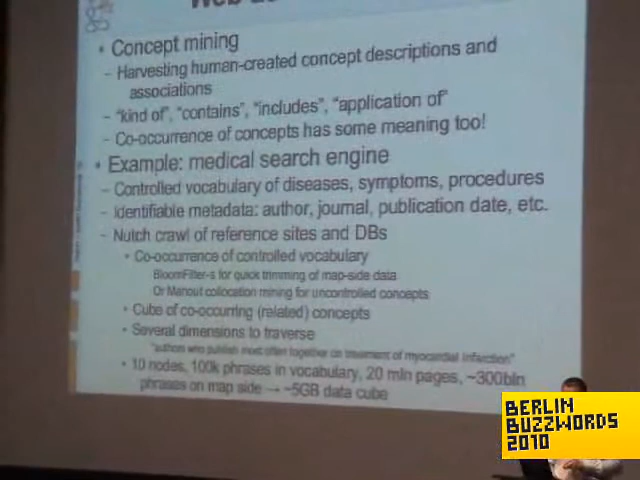 • Concept mining
– Harvesting human-created concept descriptions and
associations
– "kind of", "contains", "includes", "application of"
– Co-occurrence of concepts has some meaning too!
• Example: medical search engine
– Controlled vocabulary of diseases, symptoms, procedures
– Identifiable metadata: author, journal, publication date, etc.
– Nutch crawl of reference sites and DBs
• Co-occurrence of controlled vocabulary
BloomFilter-s for quick trimming of map-side data
Or Mahout collocation mining for uncontrolled concepts
• Cube of co-occurring (related) concepts
• Several dimensions to traverse
"authors who publish most often together on treatment of myocardial infarction"
• 10 nodes, 100k phrases in vocabulary, 20 mln pages, ~300bln
phrases on map side → ~5GB data cube
BERLIN
BUZZWORDS
2010